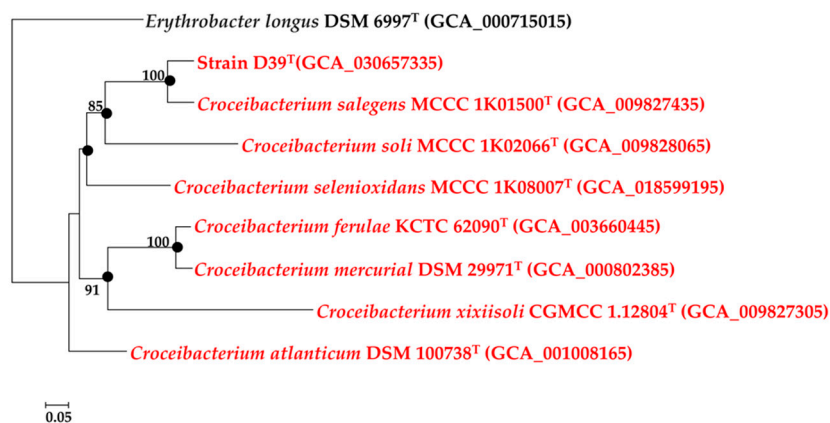 Erythrobacter longus DSM 6997ᵀ (GCA_000715015)
Strain D39ᵀ(GCA_030657335)
100
Croceibacterium salegens MCCC 1K01500ᵀ (GCA_009827435)
85
Croceibacterium soli MCCC 1K02066ᵀ (GCA_009828065)
Croceibacterium selenioxidans MCCC 1K08007ᵀ (GCA_018599195)
Croceibacterium ferulae KCTC 62090ᵀ (GCA_003660445)
100
Croceibacterium mercurial DSM 29971ᵀ (GCA_000802385)
91
Croceibacterium xixiisoli CGMCC 1.12804ᵀ (GCA_009827305)
Croceibacterium atlanticum DSM 100738ᵀ (GCA_001008165)
0.05